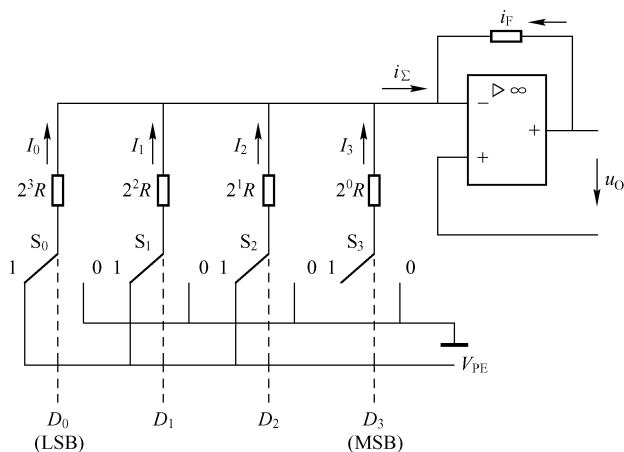 i_F
i_Σ
▷ ∞
−
+
+
u_O
I_0 I_1 I_2 I_3
2^3R 2^2R 2^1R 2^0R
S_0 S_1 S_2 S_3
1 0 1 0 1 0 1 0
V_PE
D_0 D_1 D_2 D_3
(LSB) (MSB)